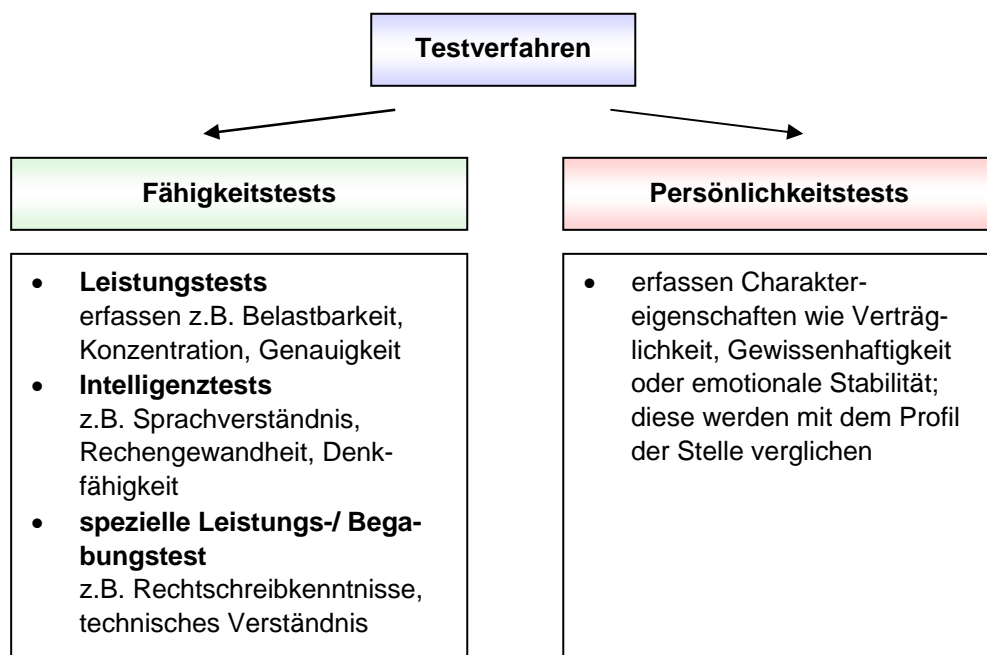 Testverfahren
Fähigkeitstests
• Leistungstests
erfassen z.B. Belastbarkeit,
Konzentration, Genauigkeit
• Intelligenztests
z.B. Sprachverständnis,
Rechengewandheit, Denk-
fähigkeit
• spezielle Leistungs-/ Bega-
bungstest
z.B. Rechtschreibkenntnisse,
technisches Verständnis
Persönlichkeitstests
• erfassen Charakter-
eigenschaften wie Verträg-
lichkeit, Gewissenhaftigkeit
oder emotionale Stabilität;
diese werden mit dem Profil
der Stelle verglichen